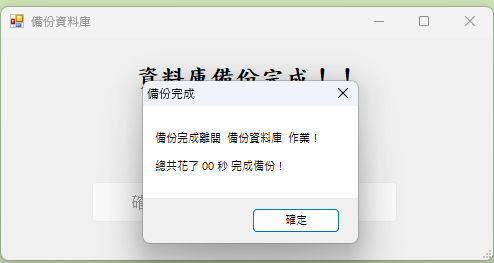 備份資料庫
資料庫備份完成！！
備份完成
備份完成離開 備份資料庫 作業！
總共花了 00 秒 完成備份！
確定